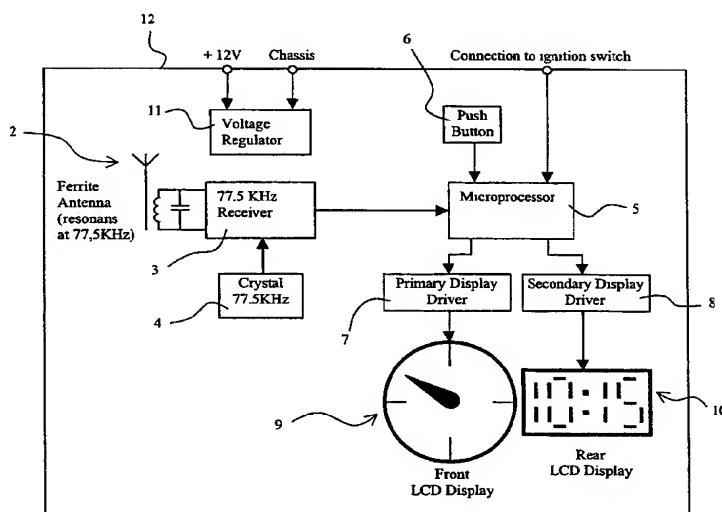 12
+ 12V
Chassis
6
Connection to ignition switch
11
Voltage
Regulator
Push
Button
2
Ferrite
Antenna
(resonans
at 77,5KHz)
77.5 KHz
Receiver
3
Microprocessor
5
Crystal
77.5KHz
4
Primary Display
Driver
7
Secondary Display
Driver
8
9
10:15
10
Front
LCD Display
Rear
LCD Display